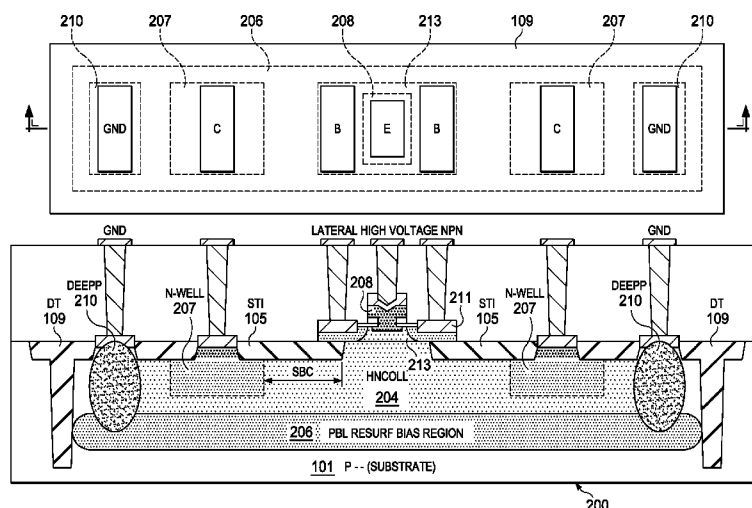 210 207 206 208 213 109 207 210
GND C B E B C GND
GND LATERAL HIGH VOLTAGE NPN GND
DEEPP 210 208 DEEPP 210
DT 109 N-WELL 207 STI 105 211 STI 105 N-WELL 207 DT 109
SBC HNCOLL 213
204
206 PBL RESURF BIAS REGION
101 P-- (SUBSTRATE)
200